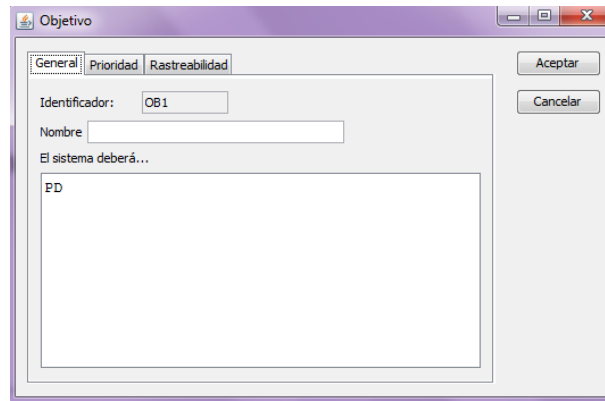 Objetivo
General Prioridad Rastreabilidad
Aceptar
Identificador: OB1
Cancelar
Nombre
El sistema deberá...
PD